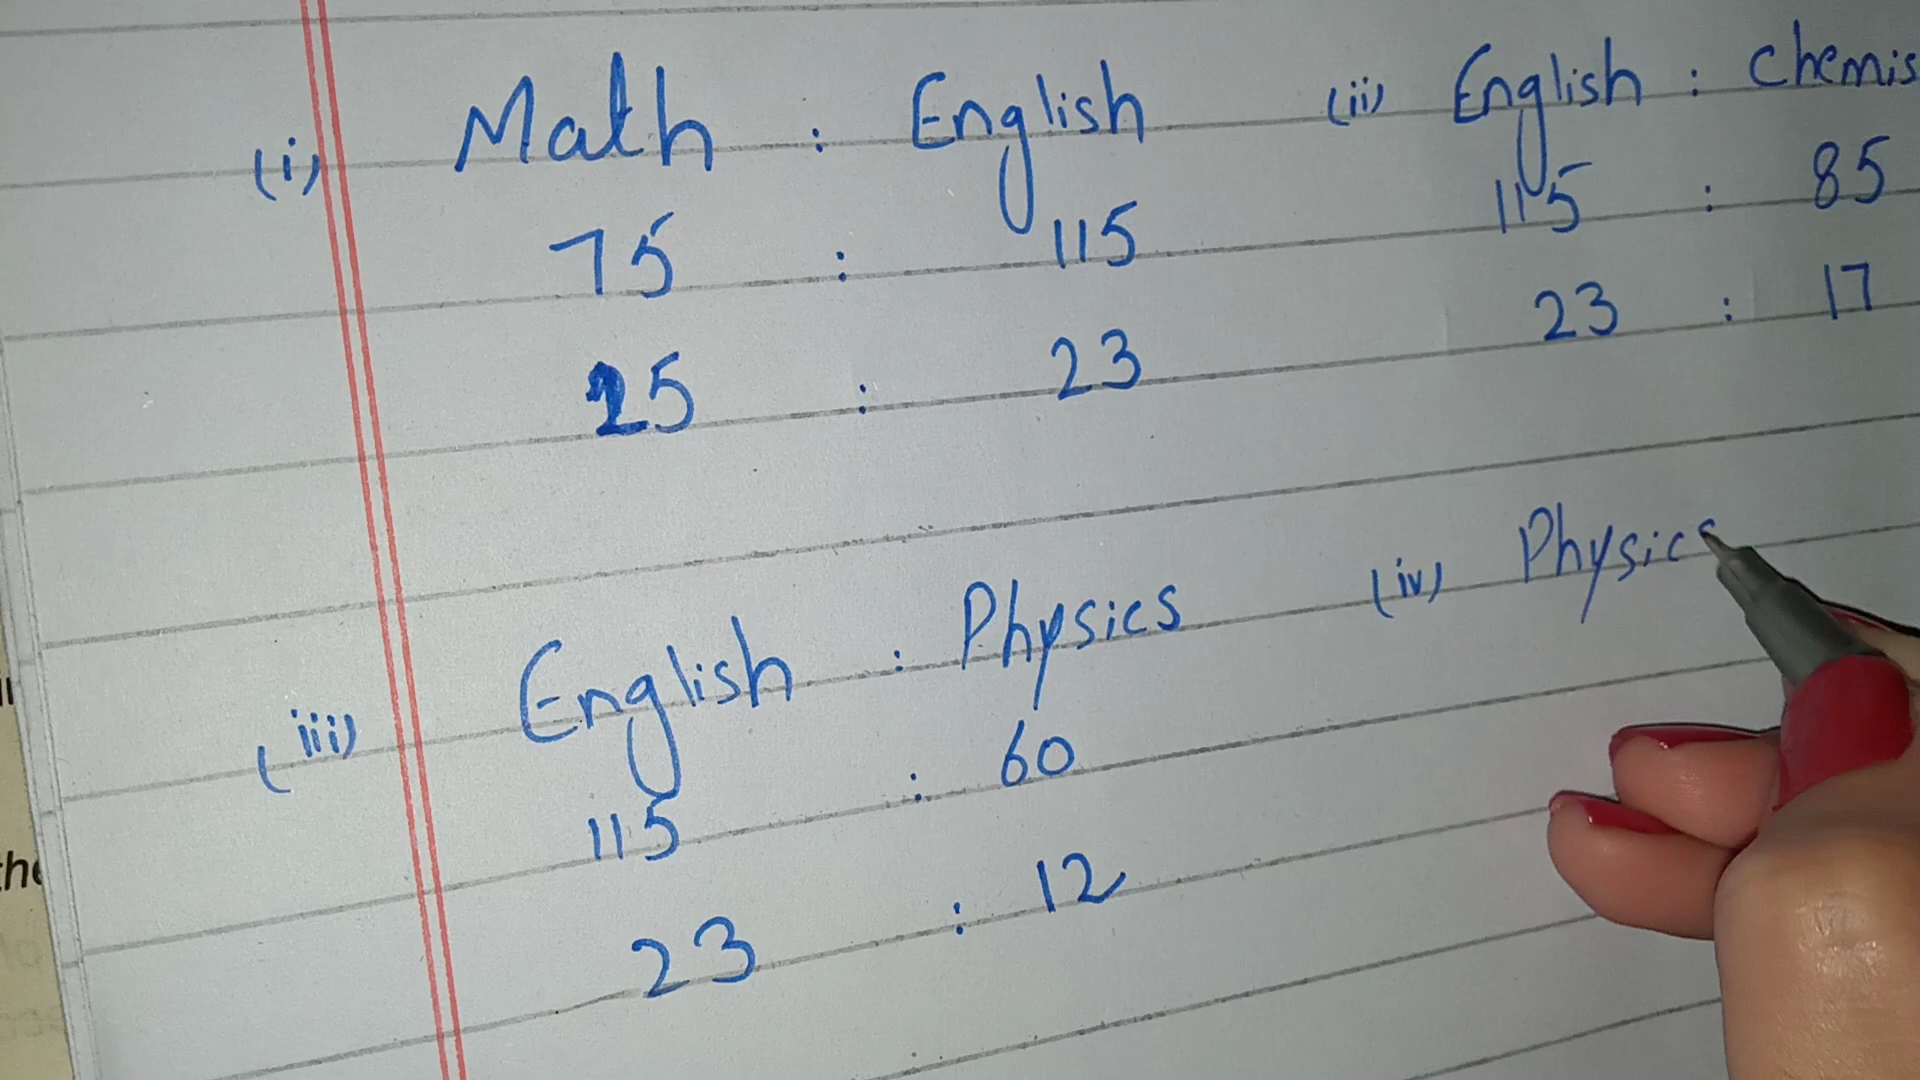 (i) Math : English
75 : 115
25 : 23
(ii) English : Chemis
115 : 85
23 : 17
(iii) English : Physics
115 : 60
23 : 12
(iv) Physics